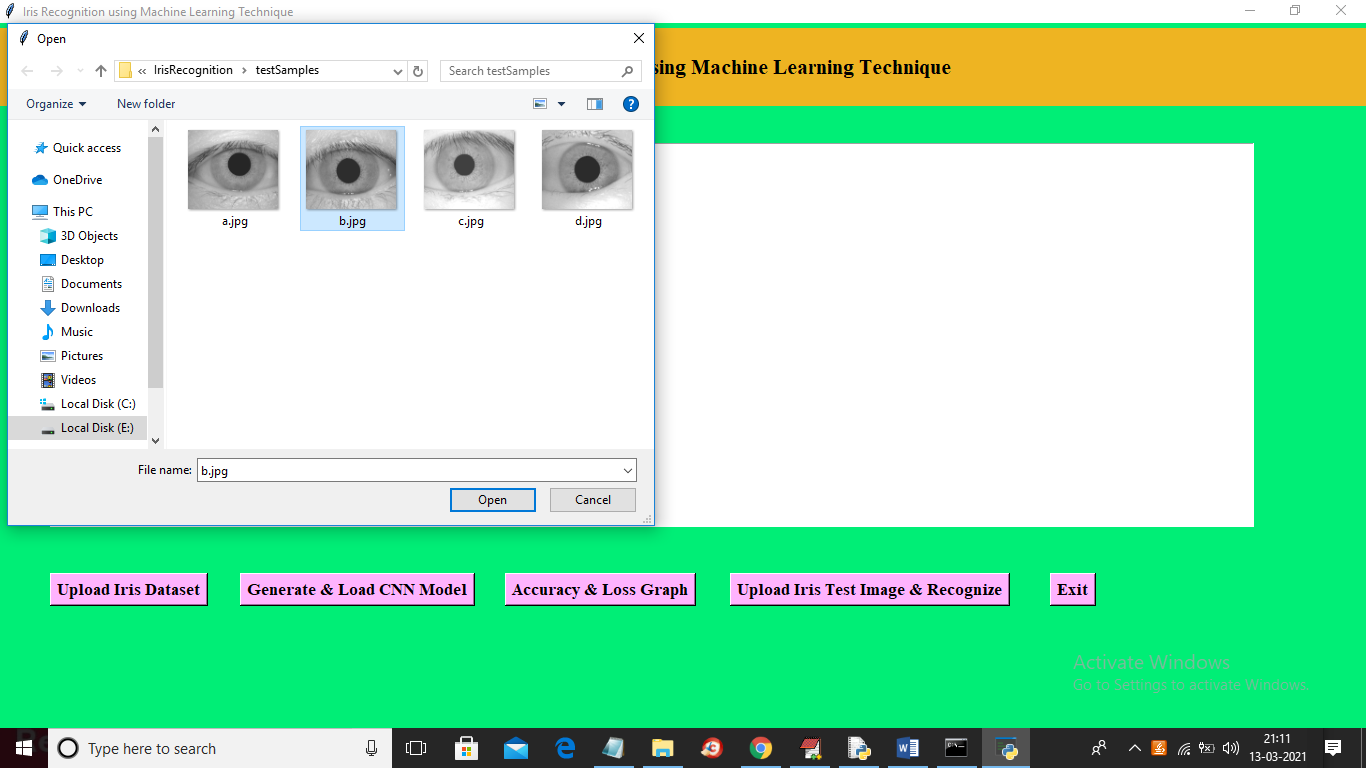 Iris Recognition using Machine Learning Technique
Open
« IrisRecognition > testSamples
Search testSamples
sing Machine Learning Technique
Organize
New folder
Quick access
OneDrive
This PC
3D Objects
Desktop
Documents
Downloads
Music
Pictures
Videos
Local Disk (C:)
Local Disk (E:)
a.jpg
b.jpg
c.jpg
d.jpg
File name:
b.jpg
Open
Cancel
Upload Iris Dataset
Generate & Load CNN Model
Accuracy & Loss Graph
Upload Iris Test Image & Recognize
Exit
Activate Windows
Go to Settings to activate Windows.
Type here to search
21:11
13-03-2021